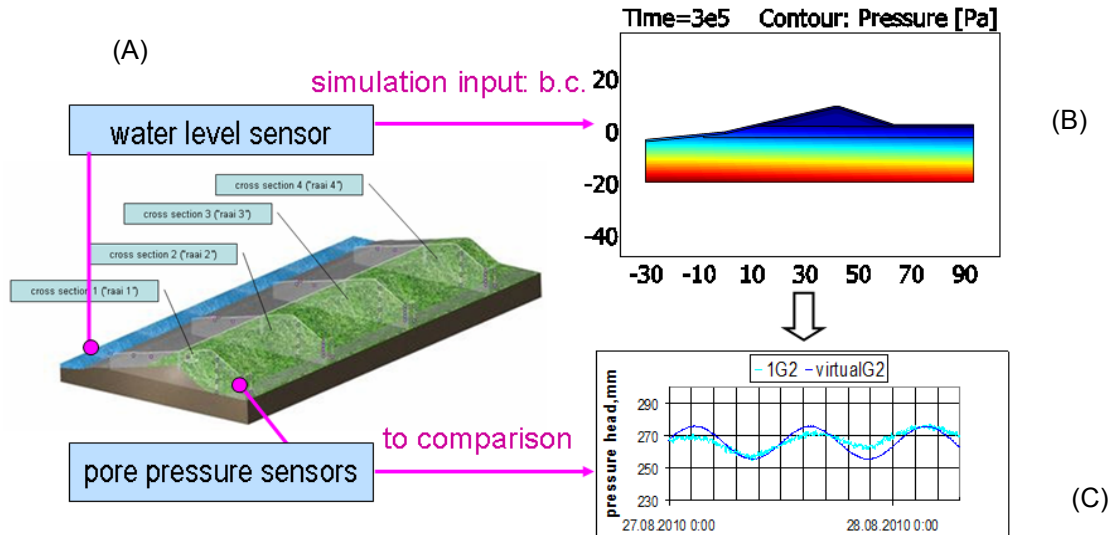 (A)
simulation input: b.c.
water level sensor
cross section 4 ("raai 4")
cross section 3 ("raai 3")
cross section 2 ("raai 2")
cross section 1 ("raai 1")
pore pressure sensors
to comparison
Time=3e5 Contour: Pressure [Pa]
20
0
-20
-40
-30 -10 10 30 50 70 90
(B)
1G2 virtualG2
pressure head,mm
290
270
250
230
27.08.2010 0:00 28.08.2010 0:00
(C)